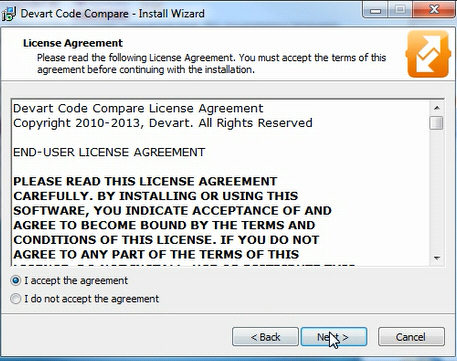 Devart Code Compare - Install Wizard
License Agreement
Please read the following License Agreement. You must accept the terms of this
agreement before continuing with the installation.
Devart Code Compare License Agreement
Copyright 2010-2013, Devart. All Rights Reserved
END-USER LICENSE AGREEMENT
PLEASE READ THIS LICENSE AGREEMENT
CAREFULLY. BY INSTALLING OR USING THIS
SOFTWARE, YOU INDICATE ACCEPTANCE OF AND
AGREE TO BECOME BOUND BY THE TERMS AND
CONDITIONS OF THIS LICENSE. IF YOU DO NOT
AGREE TO ANY PART OF THE TERMS OF THIS
I accept the agreement
I do not accept the agreement
< Back
Next >
Cancel